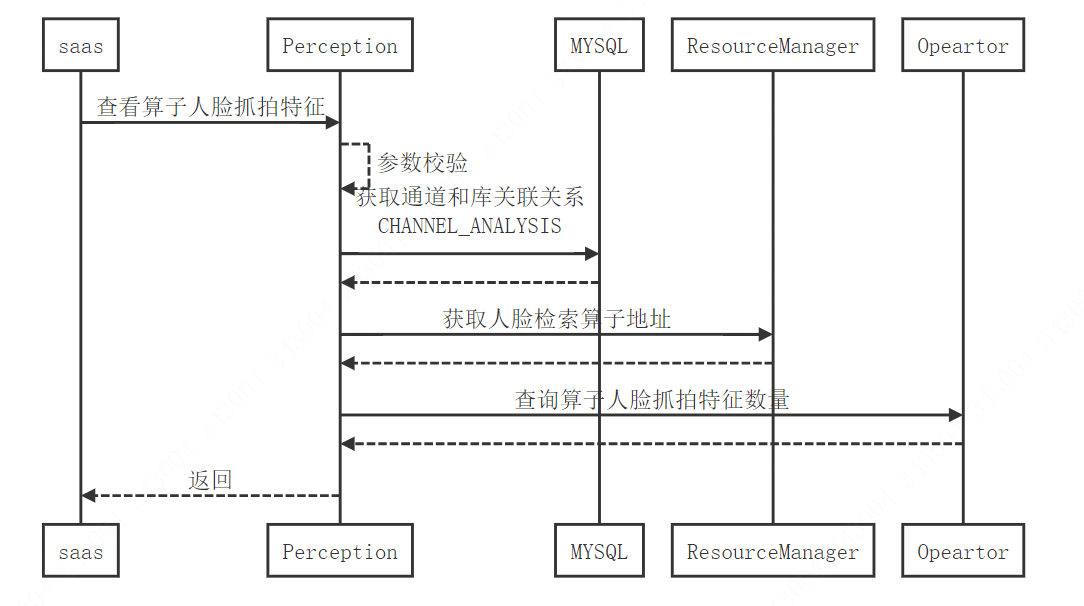 saas Perception MYSQL ResourceManager Opeartor
查看算子人脸抓拍特征
参数校验
获取通道和库关联关系
CHANNEL_ANALYSIS
获取人脸检索算子地址
查询算子人脸抓拍特征数量
返回
saas Perception MYSQL ResourceManager Opeartor